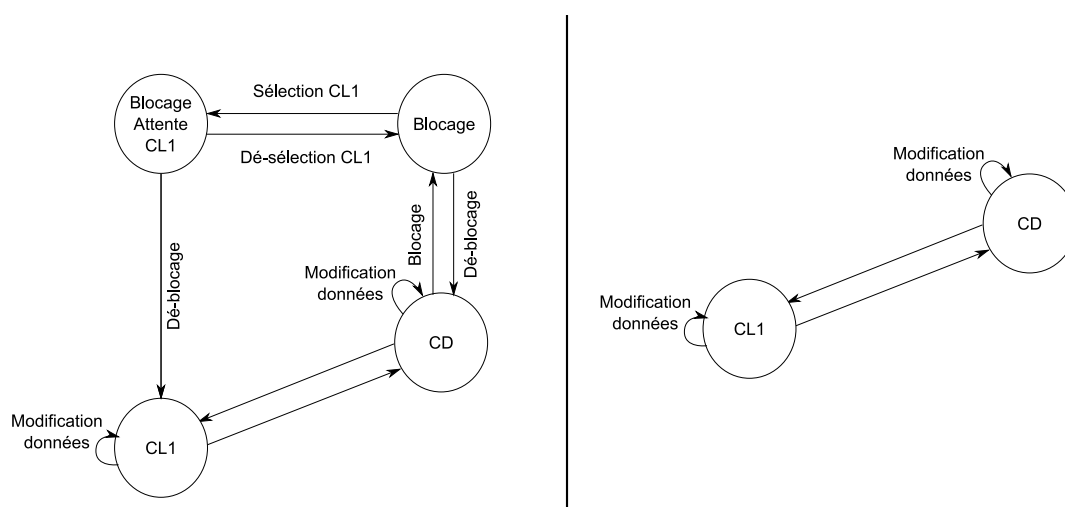 Blocage
Attente
CL1
Sélection CL1
Dé-sélection CL1
Blocage
Dé-blocage
Blocage
Dé-blocage
Modification
données
CD
Modification
données
CL1
Modification
données
CD
Modification
données
CL1